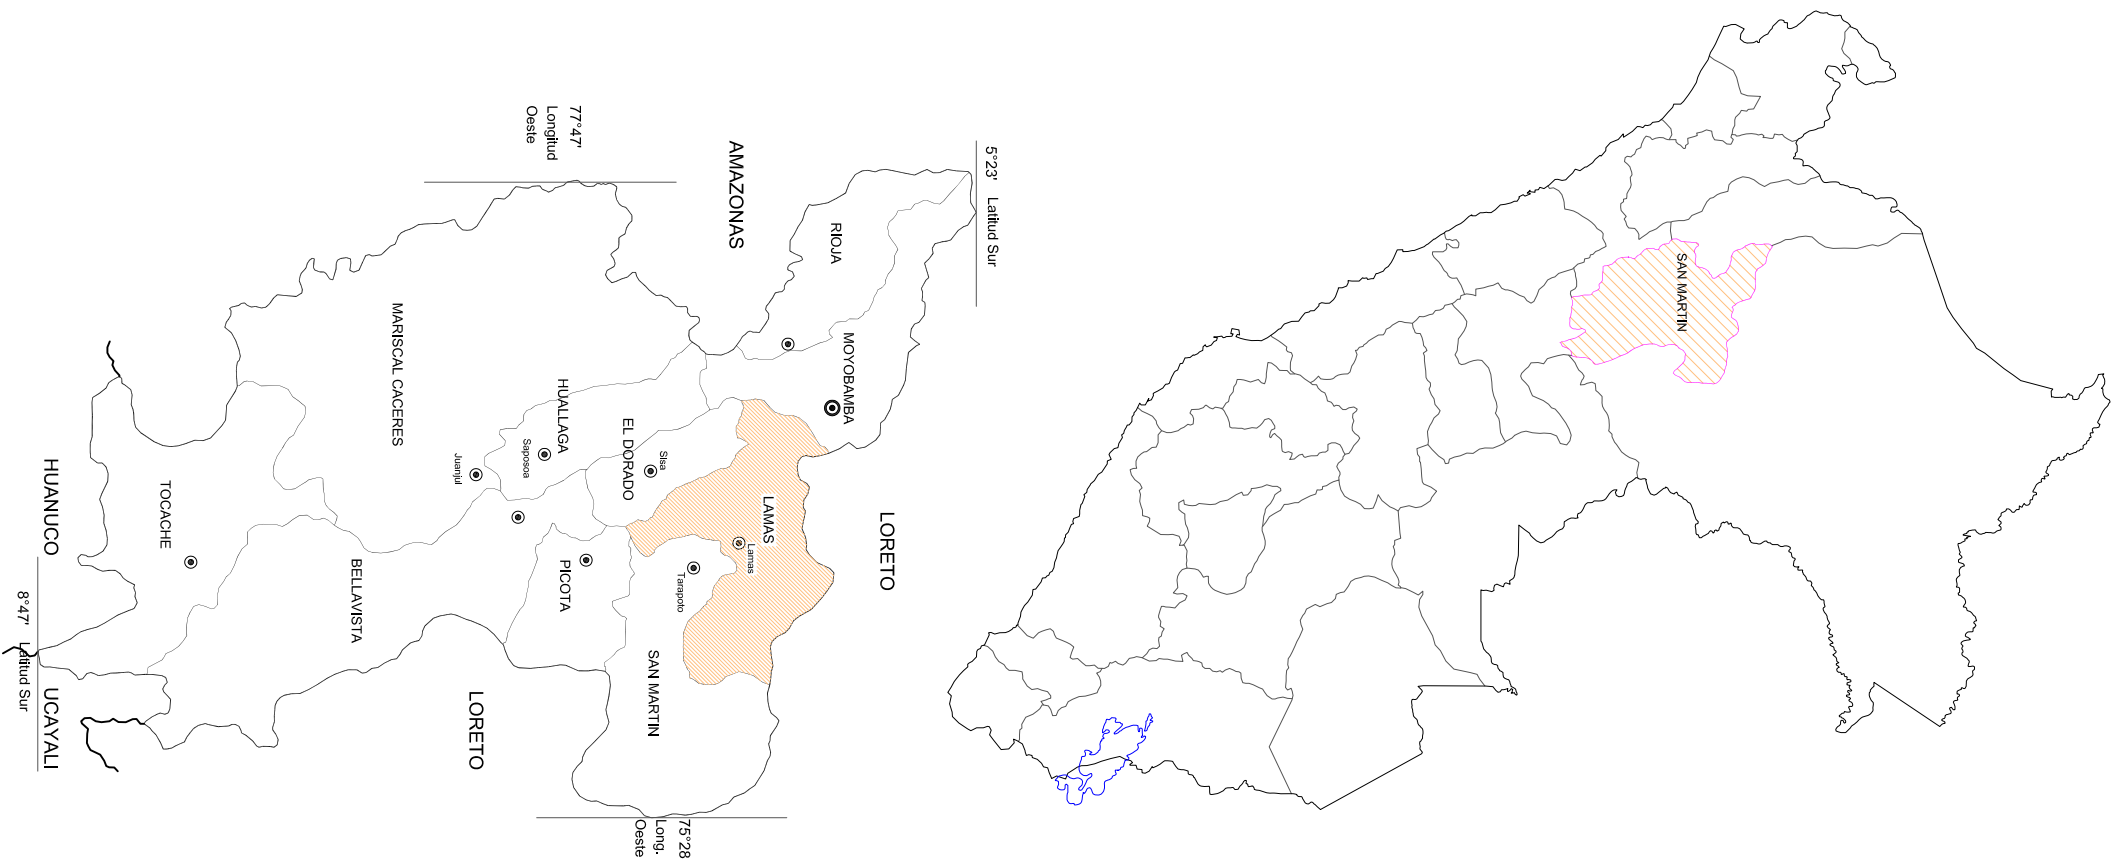 5°23' Latitud Sur
77°47'
Longitud
Oeste
AMAZONAS
RIOJA
MOYOBAMBA
LORETO
MARISCAL CACERES
HUALLAGA
Saposoa
Juanjui
EL DORADO
Sisa
LAMAS
Lamas
Tarapoto
PICOTA
SAN MARTIN
BELLAVISTA
TOCACHE
HUANUCO
UCAYALI
8°47' Latitud Sur
LORETO
75°28
Long.
Oeste
SAN MARTIN